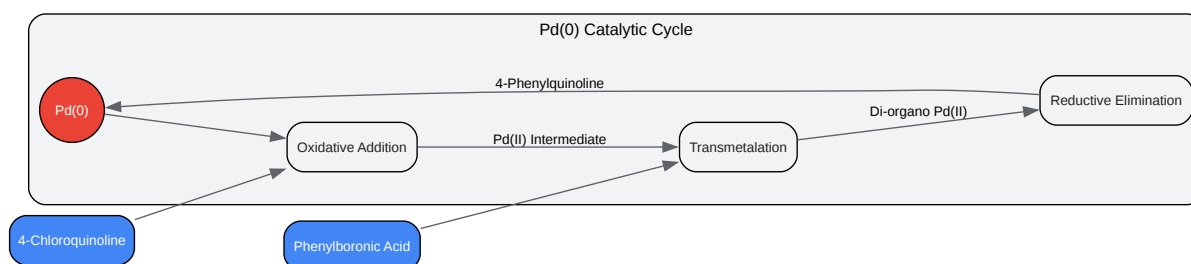 Pd(0) Catalytic Cycle
4-Phenylquinoline
Pd(0)
Reductive Elimination
Di-organo Pd(II)
Oxidative Addition
Pd(II) Intermediate
Transmetalation
4-Chloroquinoline
Phenylboronic Acid